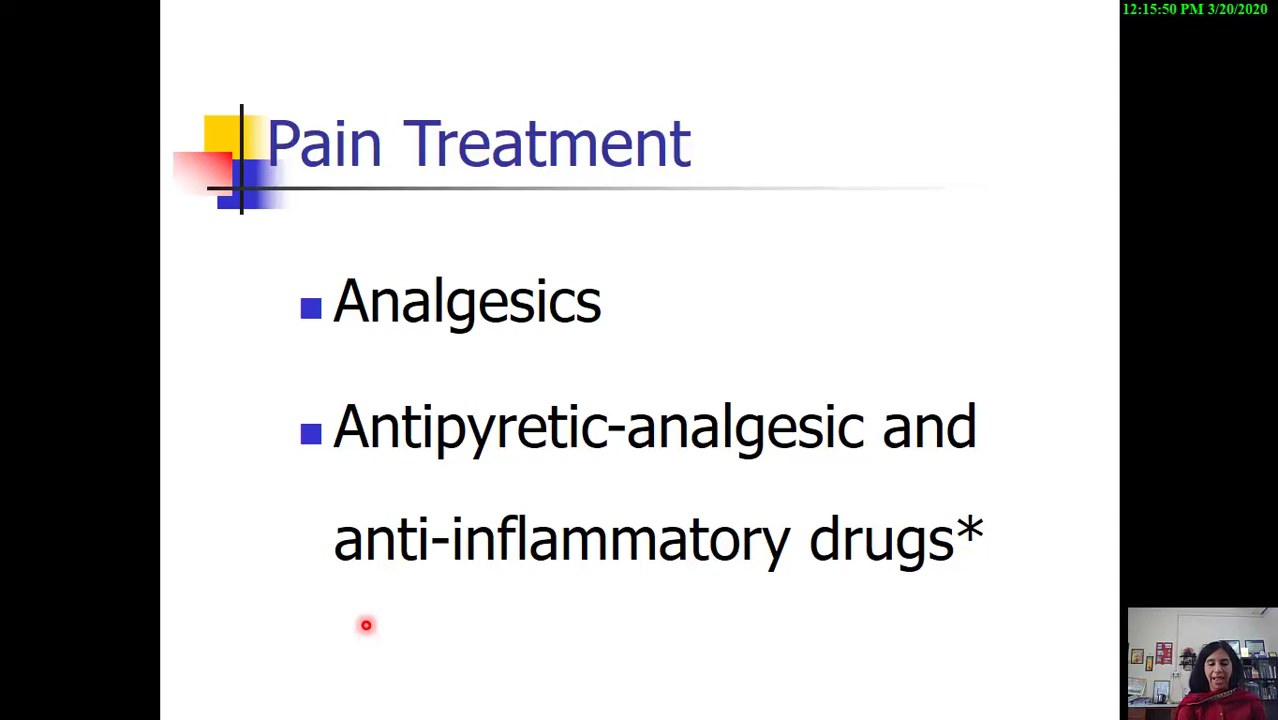 12:15:50 PM 3/20/2020
Pain Treatment
Analgesics
Antipyretic-analgesic and
anti-inflammatory drugs*